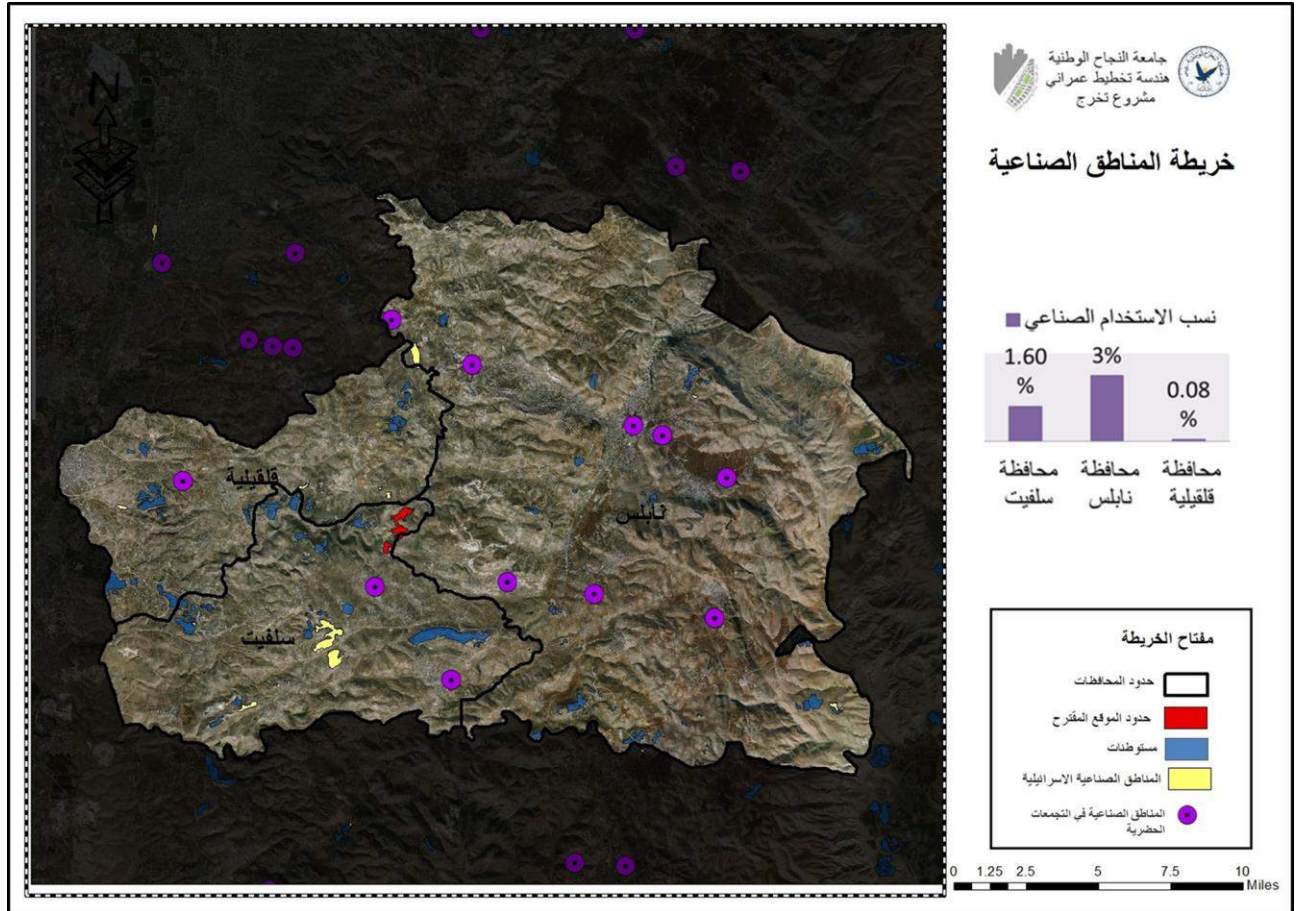 جامعة النجاح الوطنية
هندسة تخطيط عمراني
مشروع تخرج
خريطة المناطق الصناعية
نسب الاستخدام الصناعي
1.60 %
3%
0.08 %
محافظة سلفيت
محافظة نابلس
محافظة قلقيلية
مفتاح الخريطة
حدود المحافظات
حدود الموقع المقترح
مستوطنات
المناطق الصناعية الاسرائيلية
المناطق الصناعية في التجمعات
الحضرية
0 1.25 2.5 5 7.5 10
Miles
N
قلقيلية
نابلس
سلفيت